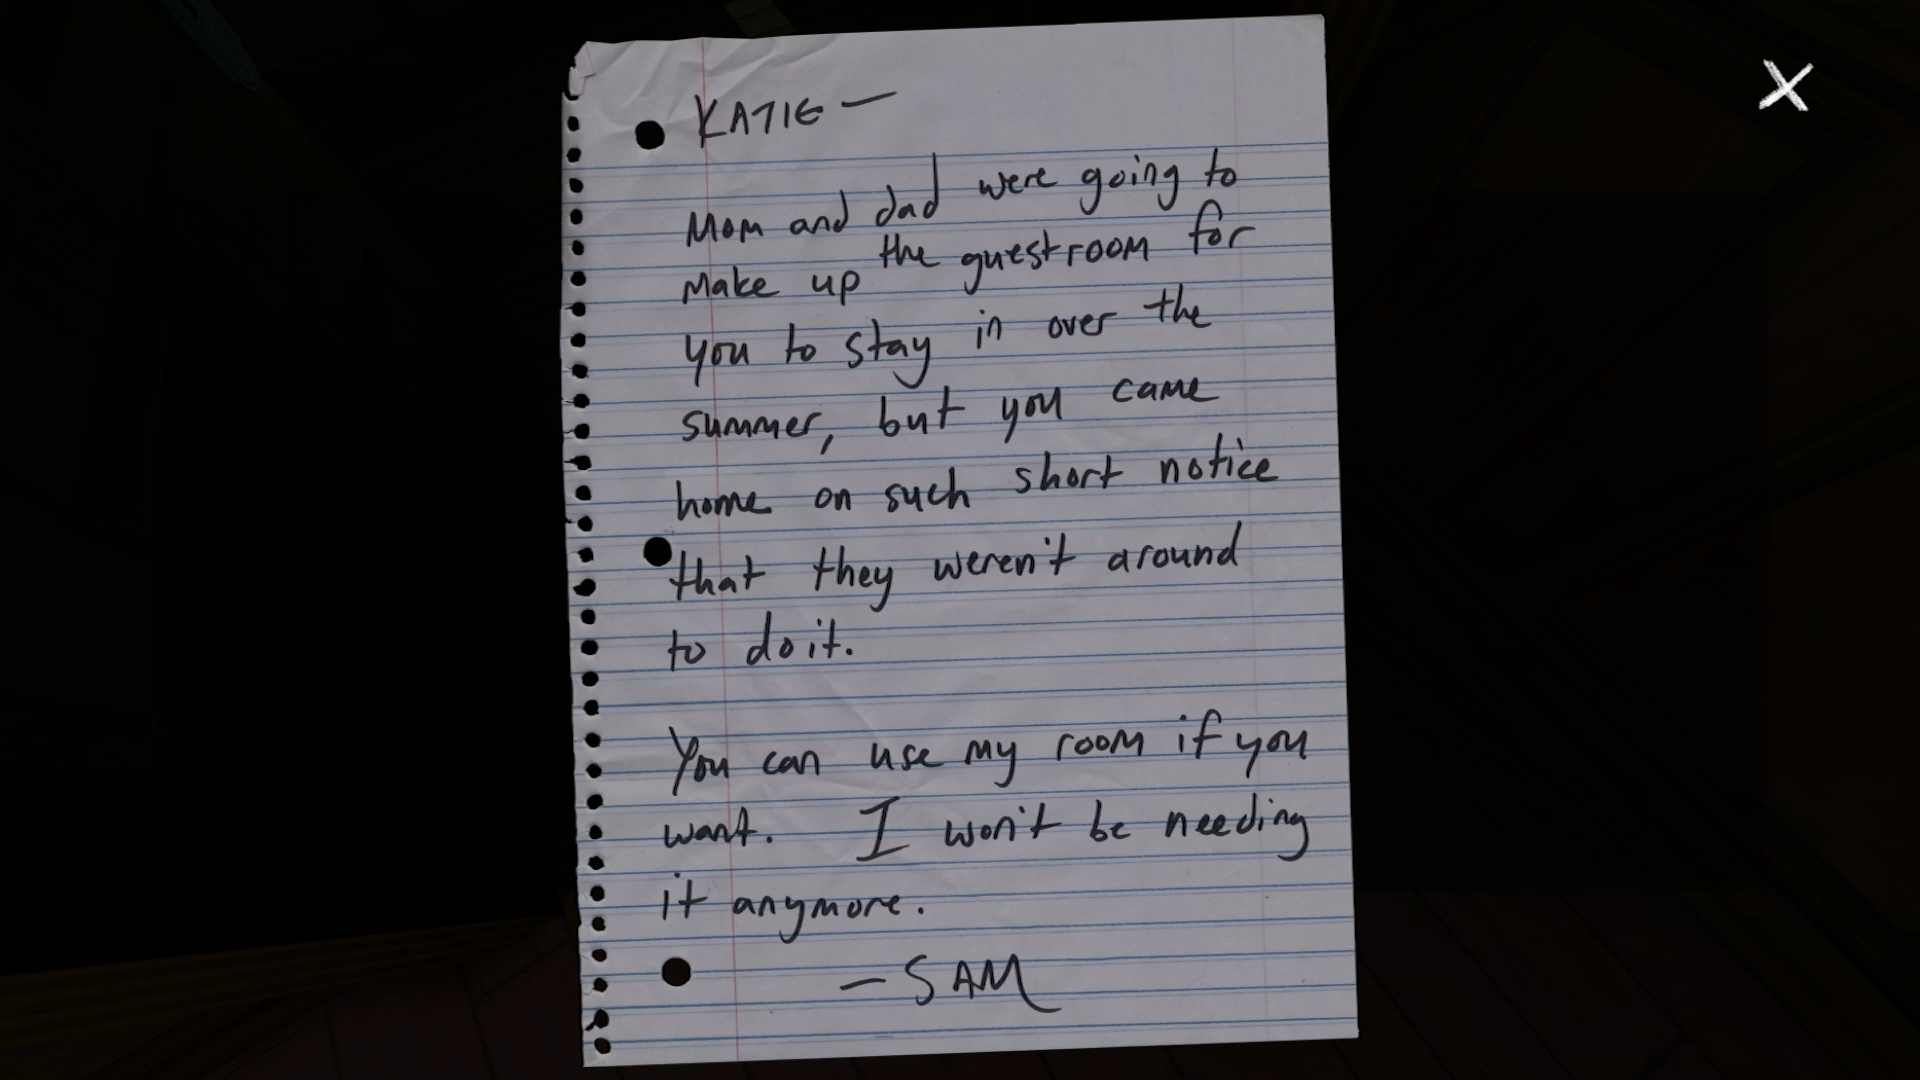 KATIE —
Mom and dad were going to
make up the guestroom for
you to stay in over the
summer, but you came
home on such short notice
that they weren't around
to do it.
You can use my room if you
want. I won't be needing
it anymore.
— SAM